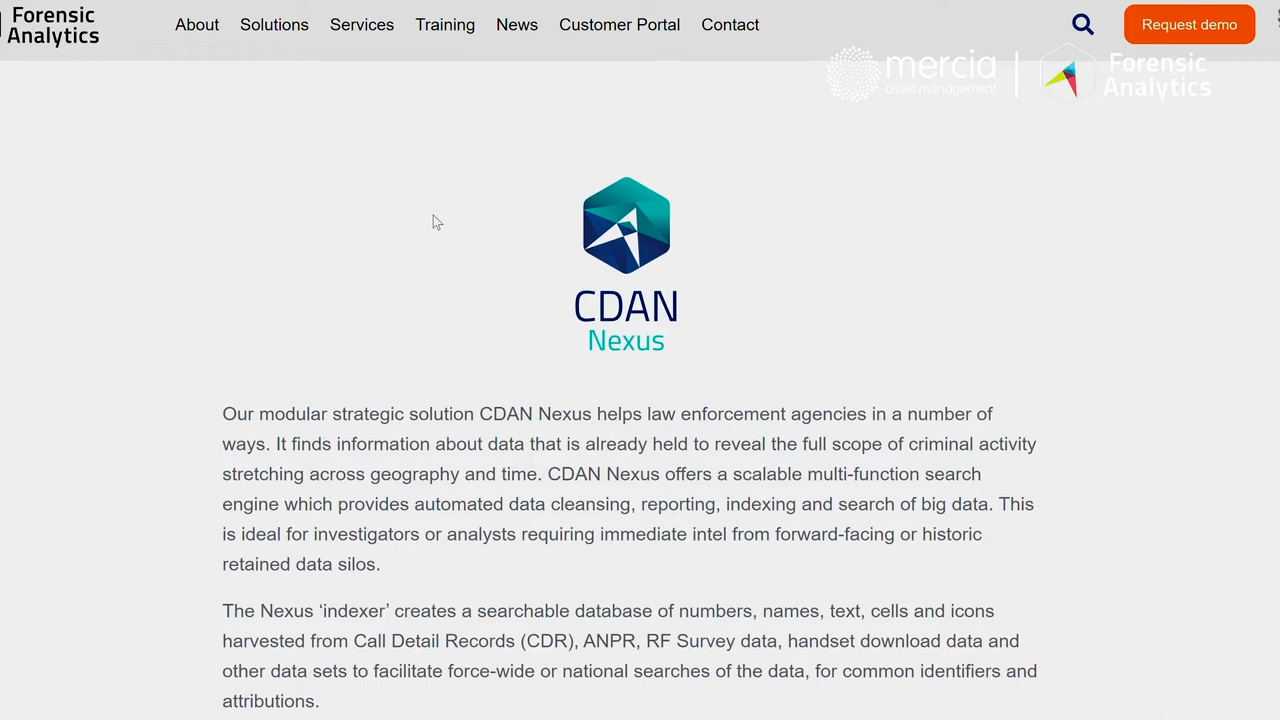 Forensic
Analytics
About Solutions Services Training News Customer Portal Contact
Request demo
mercia
asset management
Forensic
Analytics
CDAN
Nexus
Our modular strategic solution CDAN Nexus helps law enforcement agencies in a number of
ways. It finds information about data that is already held to reveal the full scope of criminal activity
stretching across geography and time. CDAN Nexus offers a scalable multi-function search
engine which provides automated data cleansing, reporting, indexing and search of big data. This
is ideal for investigators or analysts requiring immediate intel from forward-facing or historic
retained data silos.
The Nexus ‘indexer’ creates a searchable database of numbers, names, text, cells and icons
harvested from Call Detail Records (CDR), ANPR, RF Survey data, handset download data and
other data sets to facilitate force-wide or national searches of the data, for common identifiers and
attributions.